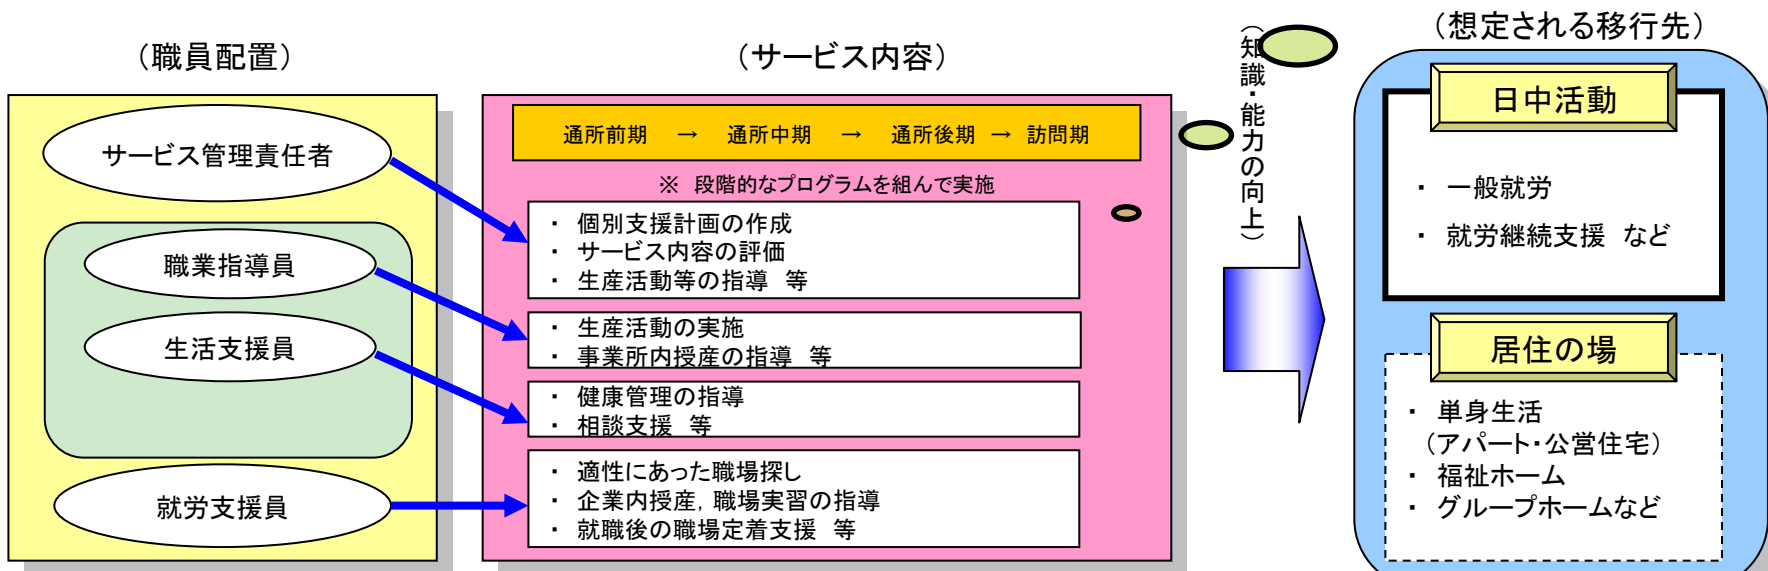 （職員配置）
サービス管理責任者
職業指導員
生活支援員
就労支援員
（サービス内容）
通所前期　→　通所中期　→　通所後期　→　訪問期
※　段階的なプログラムを組んで実施
・　個別支援計画の作成
・　サービス内容の評価
・　生産活動等の指導　等
・　生産活動の実施
・　事業所内授産の指導　等
・　健康管理の指導
・　相談支援　等
・　適性にあった職場探し
・　企業内授産，職場実習の指導
・　就職後の職場定着支援　等
（知識・能力の向上）
（想定される移行先）
日中活動
・　一般就労
・　就労継続支援　など
居住の場
・　単身生活
（アパート・公営住宅）
・　福祉ホーム
・　グループホームなど